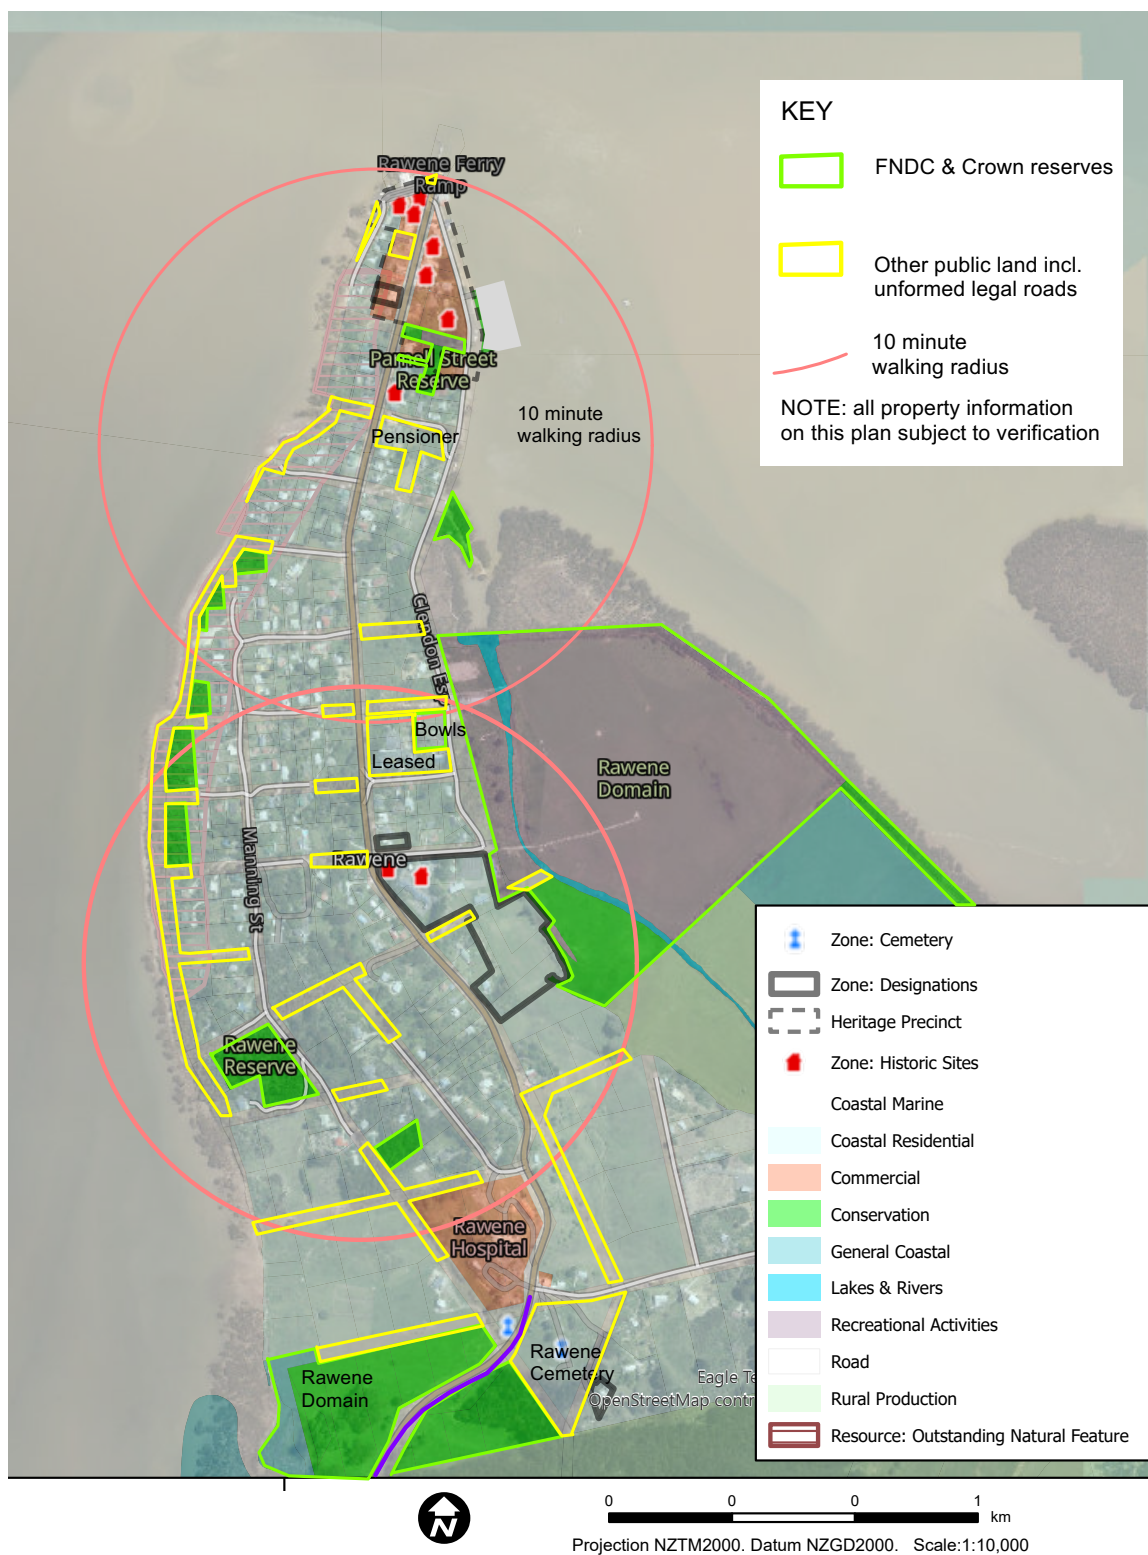 KEY
FNDC & Crown reserves
Other public land incl.
unformed legal roads
10 minute
walking radius
NOTE: all property information
on this plan subject to verification
Rawene Ferry
Ramp
Parnell Street
Reserve
Pensioner
10 minute
walking radius
Clendon Esp
Bowls
Leased
Rawene
Domain
Manning St
Rawene
Rawene
Reserve
Rawene
Hospital
Rawene
Domain
Rawene
Cemetery
Eagle Te
OpenStreetMap contr
Zone: Cemetery
Zone: Designations
Heritage Precinct
Zone: Historic Sites
Coastal Marine
Coastal Residential
Commercial
Conservation
General Coastal
Lakes & Rivers
Recreational Activities
Road
Rural Production
Resource: Outstanding Natural Feature
N
0 0 0 1
km
Projection NZTM2000. Datum NZGD2000. Scale:1:10,000